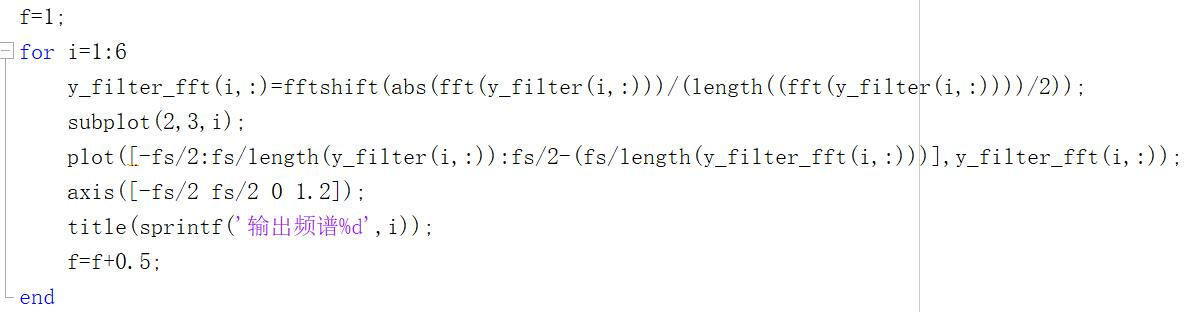 f=1;
for i=1:6
y_filter_fft(i,:)=fftshift(abs(fft(y_filter(i,:)))/(length((fft(y_filter(i,:))))/2));
subplot(2,3,i);
plot([-fs/2:fs/length(y_filter(i,:)):fs/2-(fs/length(y_filter_fft(i,:)))],y_filter_fft(i,:));
axis([-fs/2 fs/2 0 1.2]);
title(sprintf('输出频谱%d',i));
f=f+0.5;
end